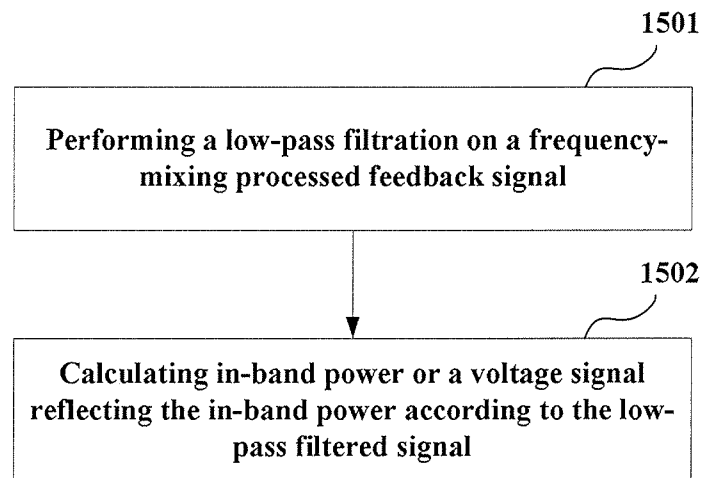 1501
Performing a low-pass filtration on a frequency-
mixing processed feedback signal
1502
Calculating in-band power or a voltage signal
reflecting the in-band power according to the low-
pass filtered signal